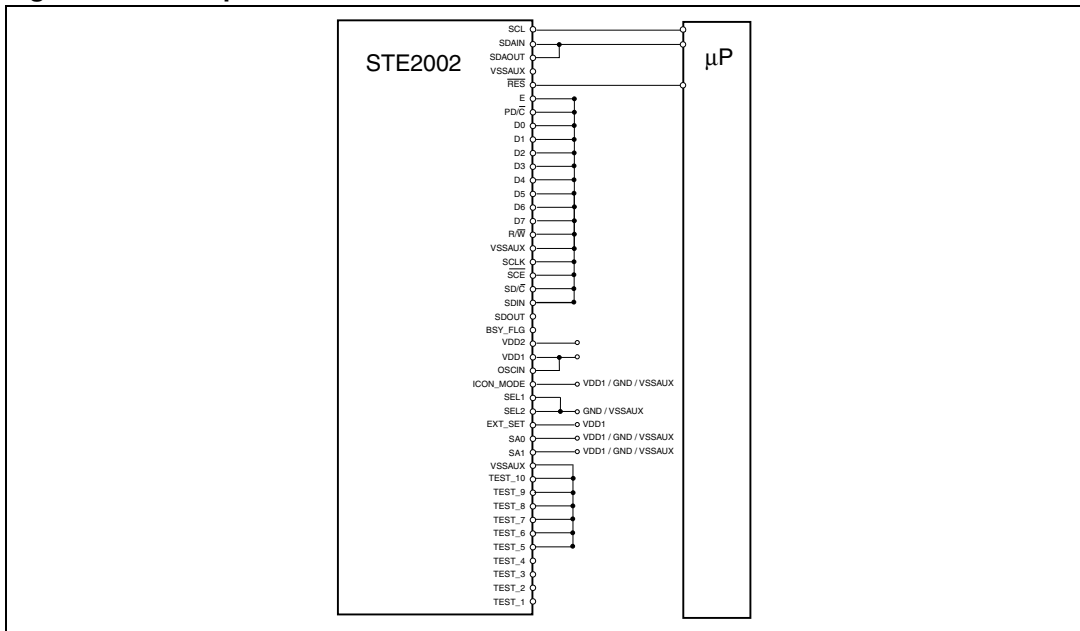 STE2002
μP
SCL
SDAIN
SDAOUT
VSSAUX
RES
E
PD/C
D0
D1
D2
D3
D4
D5
D6
D7
R/W
VSSAUX
SCLK
SCE
SD/C
SDIN
SDOUT
BSY_FLG
VDD2
VDD1
OSCIN
ICON_MODE VDD1 / GND / VSSAUX
SEL1
SEL2 GND / VSSAUX
EXT_SET VDD1
SA0 VDD1 / GND / VSSAUX
SA1 VDD1 / GND / VSSAUX
VSSAUX
TEST_10
TEST_9
TEST_8
TEST_7
TEST_6
TEST_5
TEST_4
TEST_3
TEST_2
TEST_1